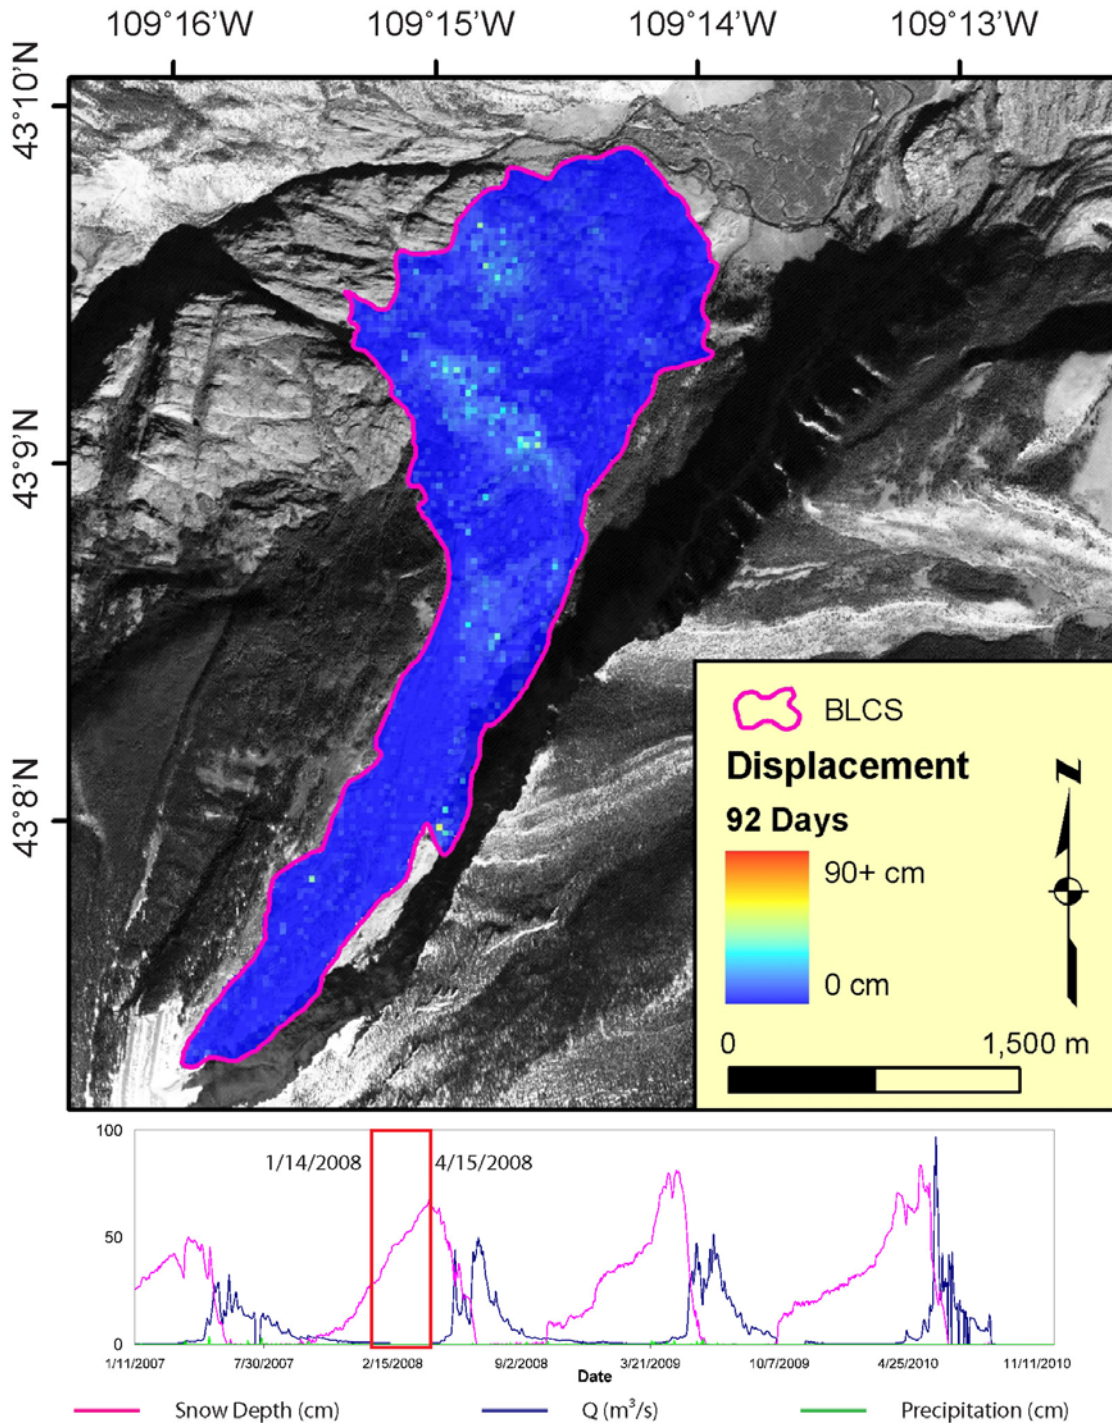 109°16'W 109°15'W 109°14'W 109°13'W
43°10'N
43°9'N
43°8'N
BLCS
Displacement
92 Days
90+ cm
0 cm
N
0 1,500 m
100
50
0
1/14/2008 4/15/2008
1/11/2007 7/30/2007 2/15/2008 9/2/2008 3/21/2009 10/7/2009 4/25/2010 11/11/2010
Date
Snow Depth (cm) Q (m³/s) Precipitation (cm)